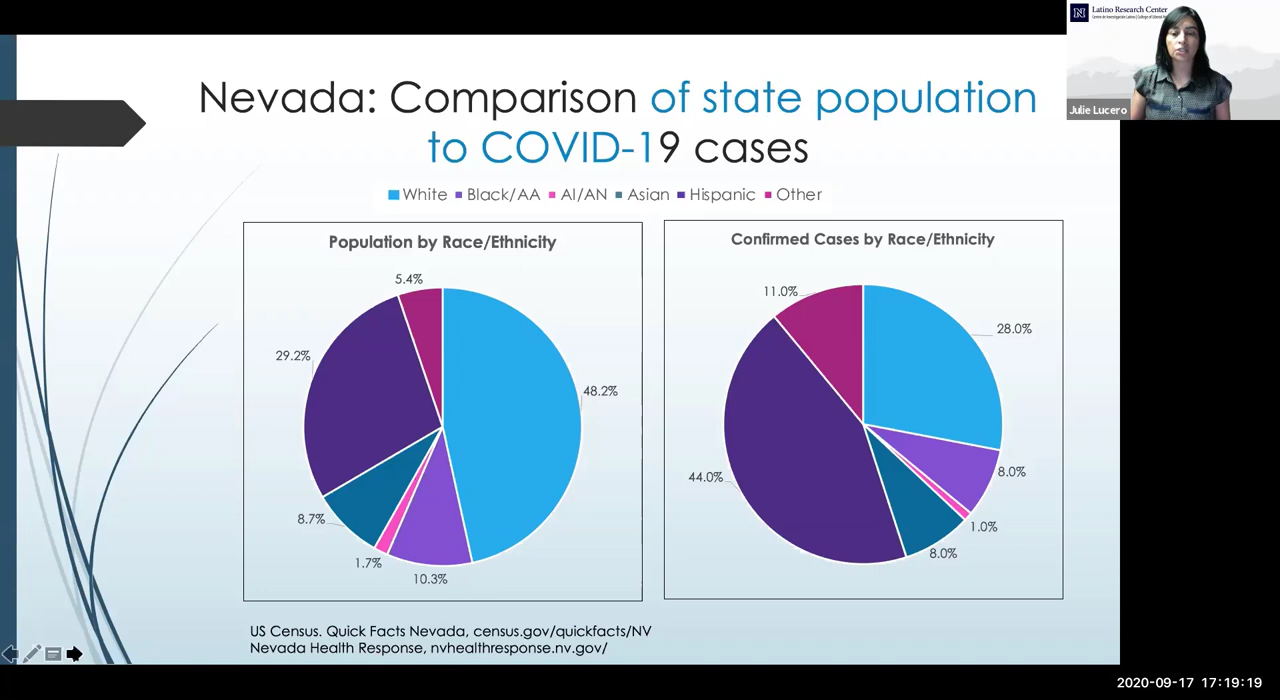 Latino Research Center
Julie Lucero
Nevada: Comparison of state population
to COVID-19 cases
White Black/AA AI/AN Asian Hispanic Other
Population by Race/Ethnicity
5.4%
29.2%
48.2%
8.7%
1.7%
10.3%
Confirmed Cases by Race/Ethnicity
11.0%
28.0%
44.0%
8.0%
1.0%
8.0%
US Census. Quick Facts Nevada, census.gov/quickfacts/NV
Nevada Health Response, nvhealthresponse.nv.gov/
2020-09-17 17:19:19